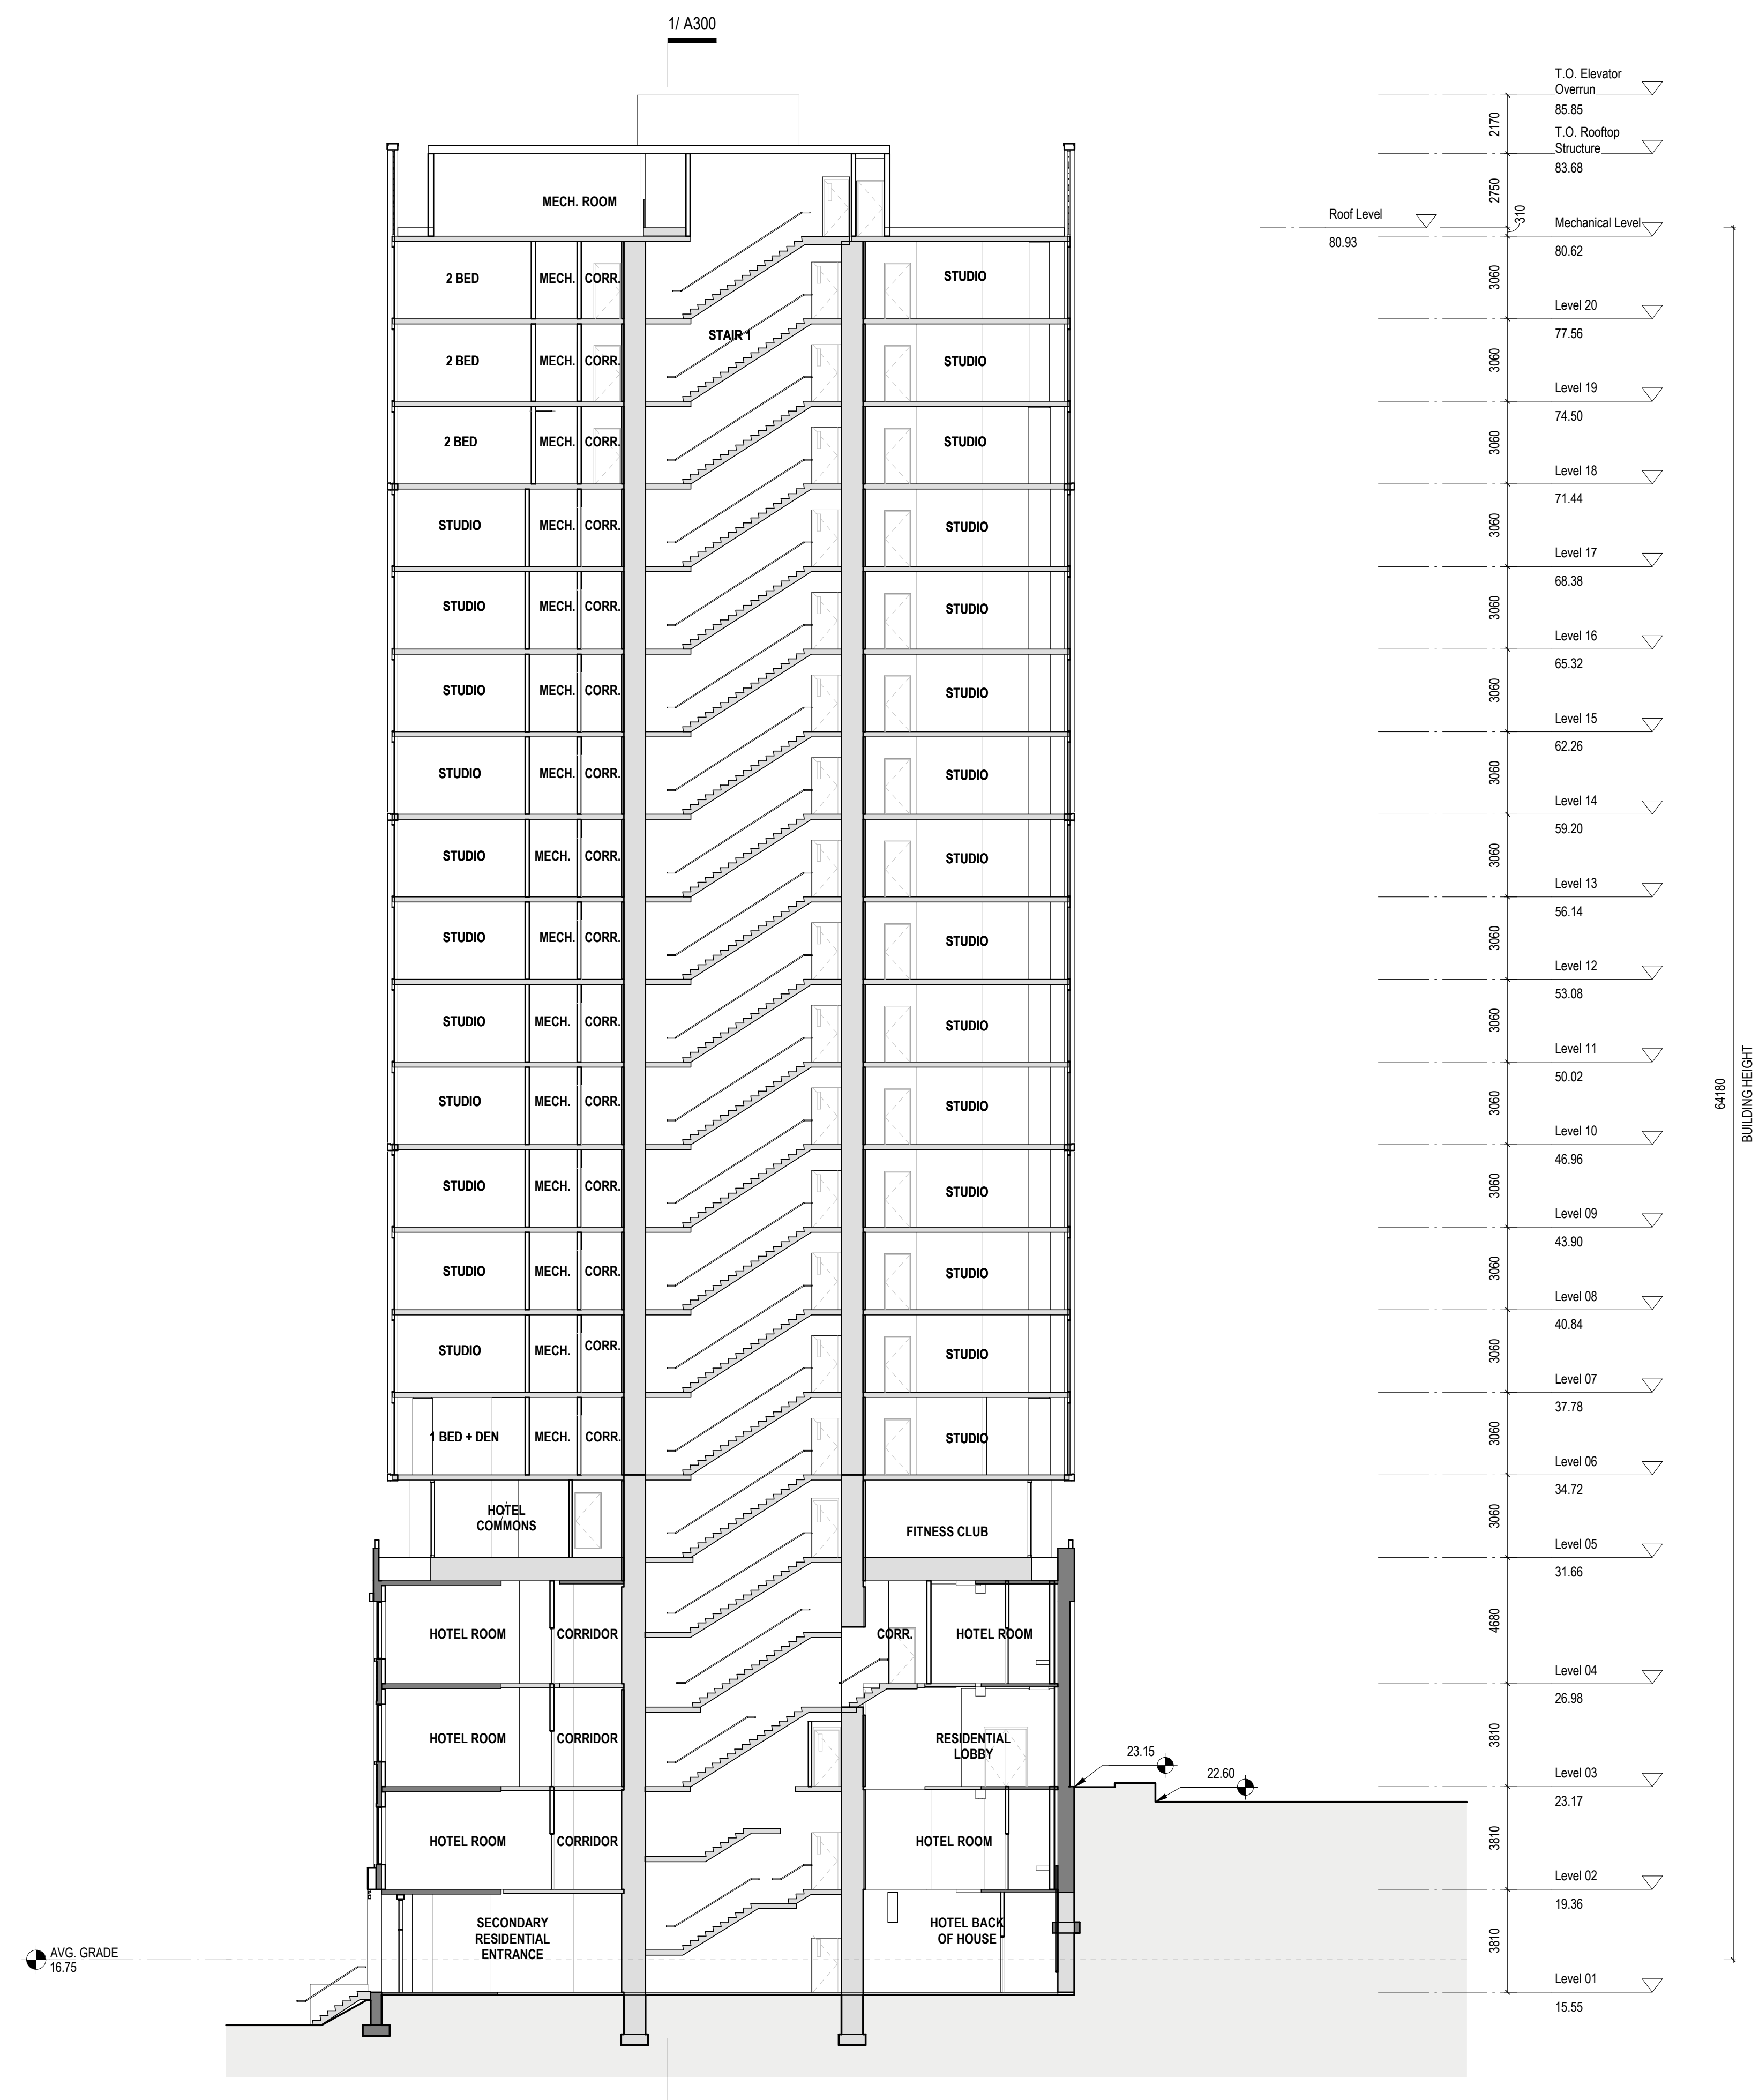 1/ A300
T.O. Elevator
Overrun
85.85
2170
T.O. Rooftop
Structure
83.68
2750
MECH. ROOM
Roof Level
80.93
310
Mechanical Level
80.62
2 BED MECH. CORR. STUDIO
3060
Level 20
77.56
STAIR 1
2 BED MECH. CORR. STUDIO
3060
Level 19
74.50
2 BED MECH. CORR. STUDIO
3060
Level 18
71.44
STUDIO MECH. CORR. STUDIO
3060
Level 17
68.38
STUDIO MECH. CORR. STUDIO
3060
Level 16
65.32
STUDIO MECH. CORR. STUDIO
3060
Level 15
62.26
STUDIO MECH. CORR. STUDIO
3060
Level 14
59.20
STUDIO MECH. CORR. STUDIO
3060
Level 13
56.14
STUDIO MECH. CORR. STUDIO
3060
Level 12
53.08
STUDIO MECH. CORR. STUDIO
3060
Level 11
50.02
STUDIO MECH. CORR. STUDIO
3060
Level 10
46.96
64180
BUILDING HEIGHT
STUDIO MECH. CORR. STUDIO
3060
Level 09
43.90
STUDIO MECH. CORR. STUDIO
3060
Level 08
40.84
STUDIO MECH. CORR. STUDIO
3060
Level 07
37.78
1 BED + DEN MECH. CORR. STUDIO
3060
Level 06
34.72
HOTEL
COMMONS
FITNESS CLUB
3060
Level 05
31.66
HOTEL ROOM CORRIDOR CORR. HOTEL ROOM
4680
Level 04
26.98
HOTEL ROOM CORRIDOR
RESIDENTIAL
LOBBY
3810
23.15
22.60
Level 03
23.17
HOTEL ROOM CORRIDOR HOTEL ROOM
3810
Level 02
19.36
SECONDARY
RESIDENTIAL
ENTRANCE
HOTEL BACK
OF HOUSE
3810
AVG. GRADE
16.75
Level 01
15.55